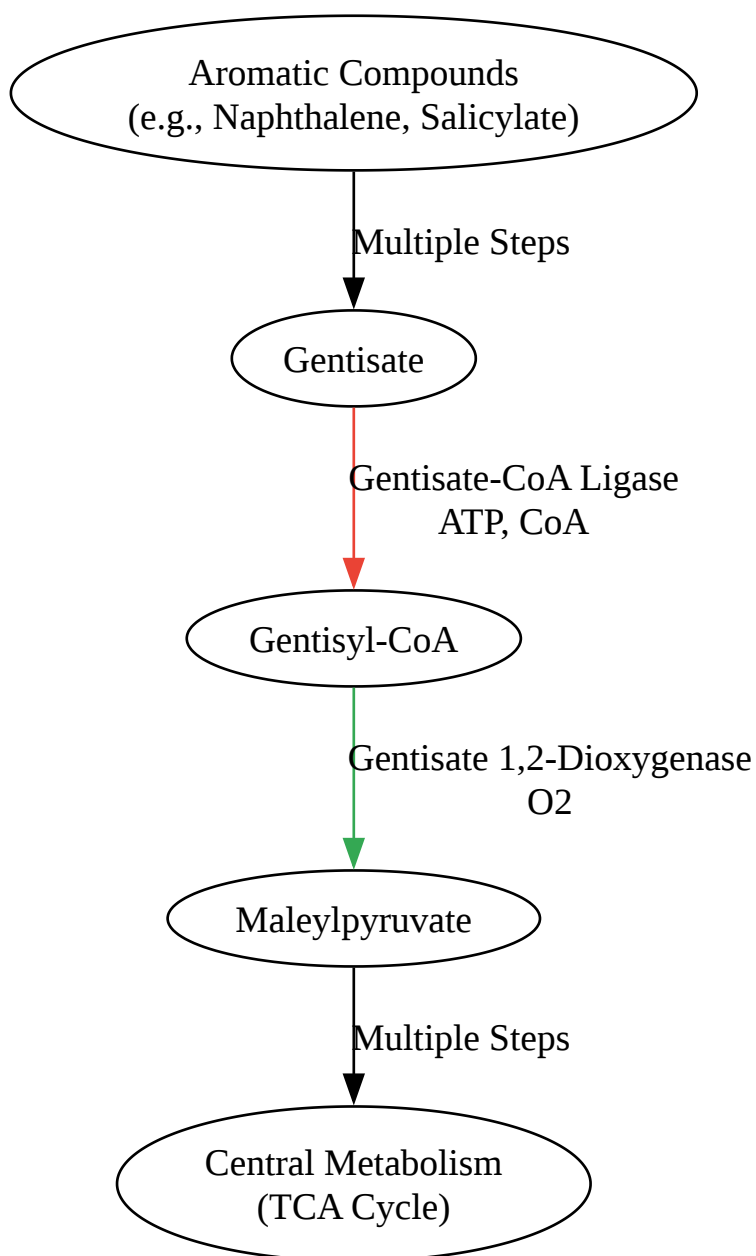 Aromatic Compounds
(e.g., Naphthalene, Salicylate)
Multiple Steps
Gentisate
Gentisate-CoA Ligase
ATP, CoA
Gentisyl-CoA
Gentisate 1,2-Dioxygenase
O2
Maleylpyruvate
Multiple Steps
Central Metabolism
(TCA Cycle)